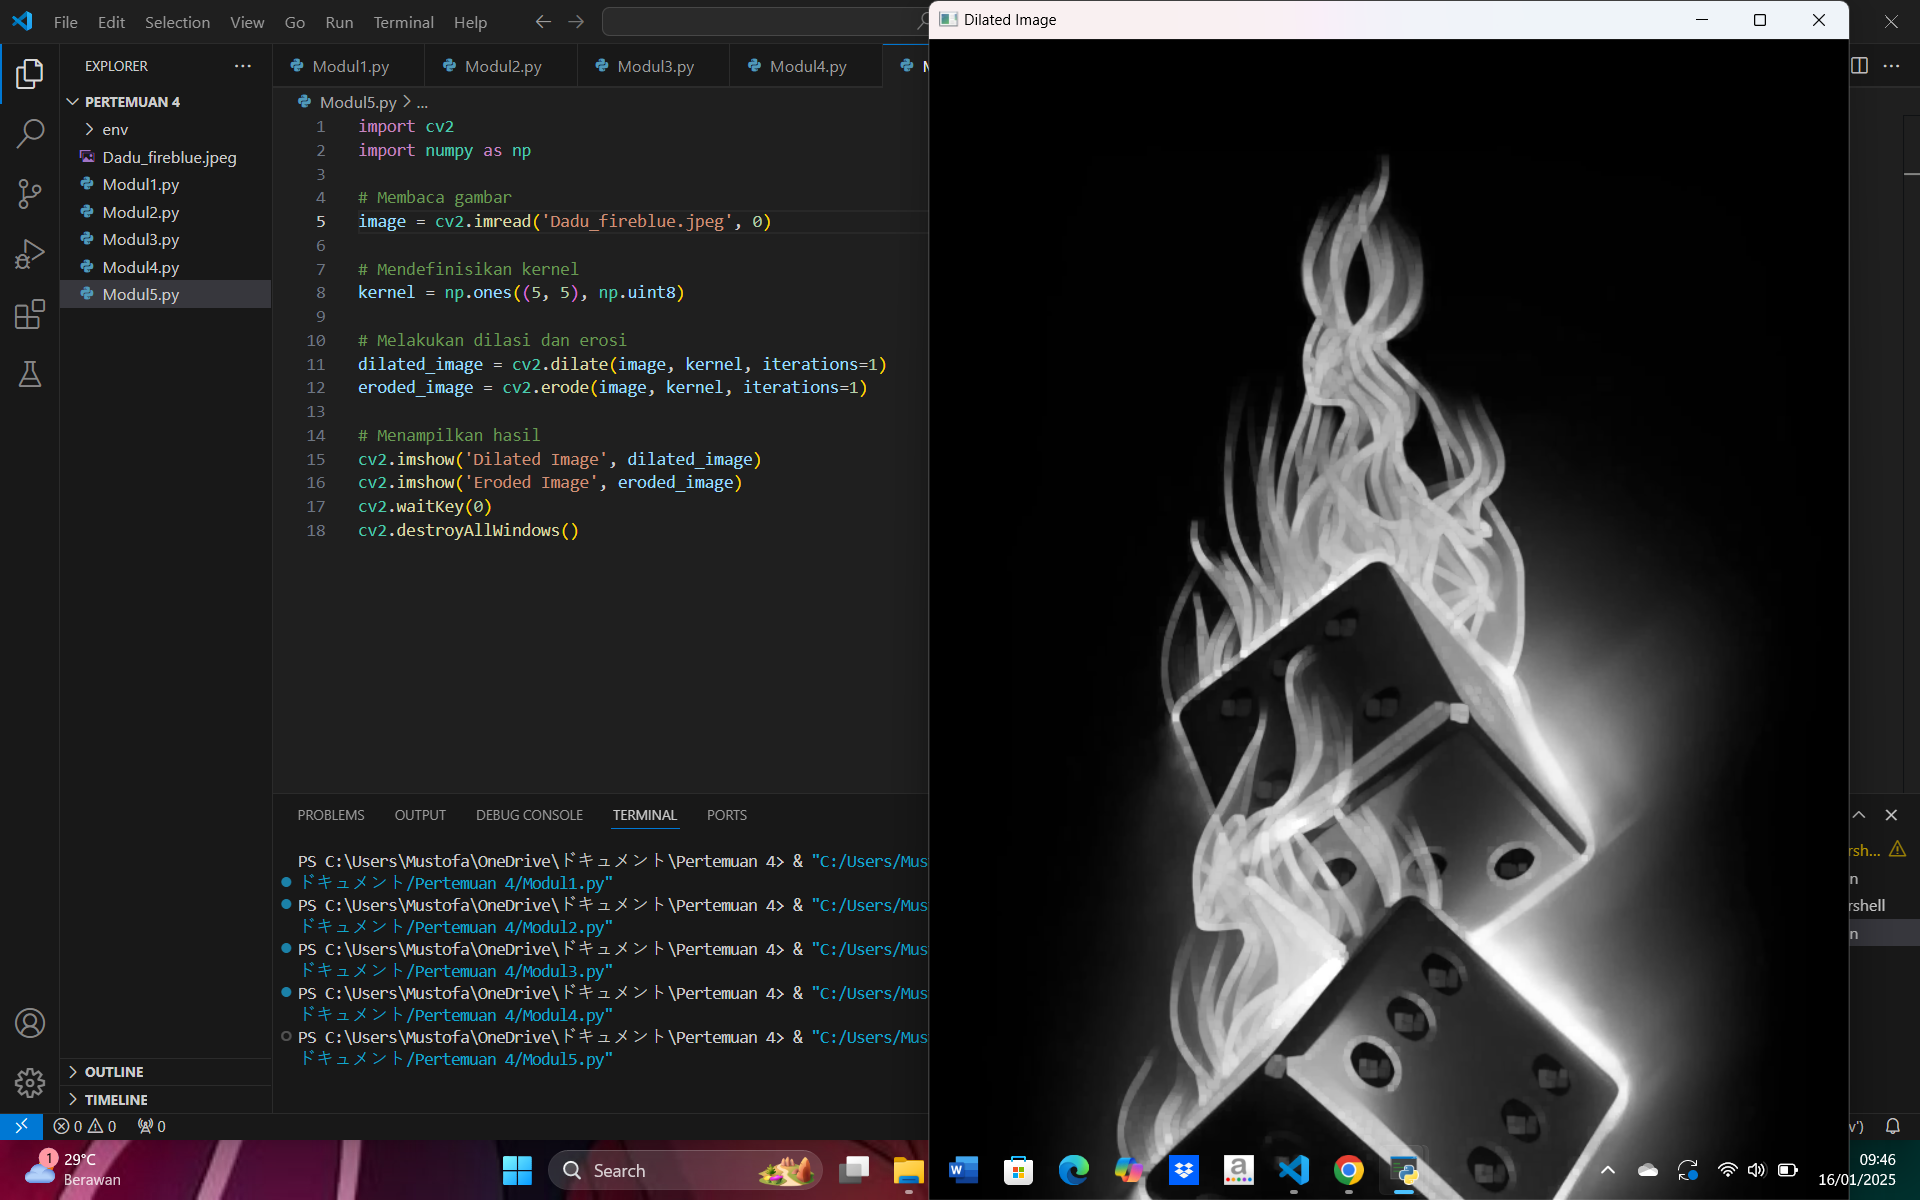 File Edit Selection View Go Run Terminal Help
Dilated Image
EXPLORER
PERTEMUAN 4
env
Dadu_fireblue.jpeg
Modul1.py
Modul2.py
Modul3.py
Modul4.py
Modul5.py
OUTLINE
TIMELINE
Modul1.py Modul2.py Modul3.py Modul4.py
Modul5.py > ...
1 import cv2
2 import numpy as np
3
4 # Membaca gambar
5 image = cv2.imread('Dadu_fireblue.jpeg', 0)
6
7 # Mendefinisikan kernel
8 kernel = np.ones((5, 5), np.uint8)
9
10 # Melakukan dilasi dan erosi
11 dilated_image = cv2.dilate(image, kernel, iterations=1)
12 eroded_image = cv2.erode(image, kernel, iterations=1)
13
14 # Menampilkan hasil
15 cv2.imshow('Dilated Image', dilated_image)
16 cv2.imshow('Eroded Image', eroded_image)
17 cv2.waitKey(0)
18 cv2.destroyAllWindows()
PROBLEMS OUTPUT DEBUG CONSOLE TERMINAL PORTS
PS C:\Users\Mustofa\OneDrive\ドキュメント\Pertemuan 4> & "C:/Users/Mus
ドキュメント/Pertemuan 4/Modul1.py"
PS C:\Users\Mustofa\OneDrive\ドキュメント\Pertemuan 4> & "C:/Users/Mus
ドキュメント/Pertemuan 4/Modul2.py"
PS C:\Users\Mustofa\OneDrive\ドキュメント\Pertemuan 4> & "C:/Users/Mus
ドキュメント/Pertemuan 4/Modul3.py"
PS C:\Users\Mustofa\OneDrive\ドキュメント\Pertemuan 4> & "C:/Users/Mus
ドキュメント/Pertemuan 4/Modul4.py"
PS C:\Users\Mustofa\OneDrive\ドキュメント\Pertemuan 4> & "C:/Users/Mus
ドキュメント/Pertemuan 4/Modul5.py"
rsh...
n
rshell
n
0 0 0
v')
1
29°C
Berawan
Search
09:46
16/01/2025